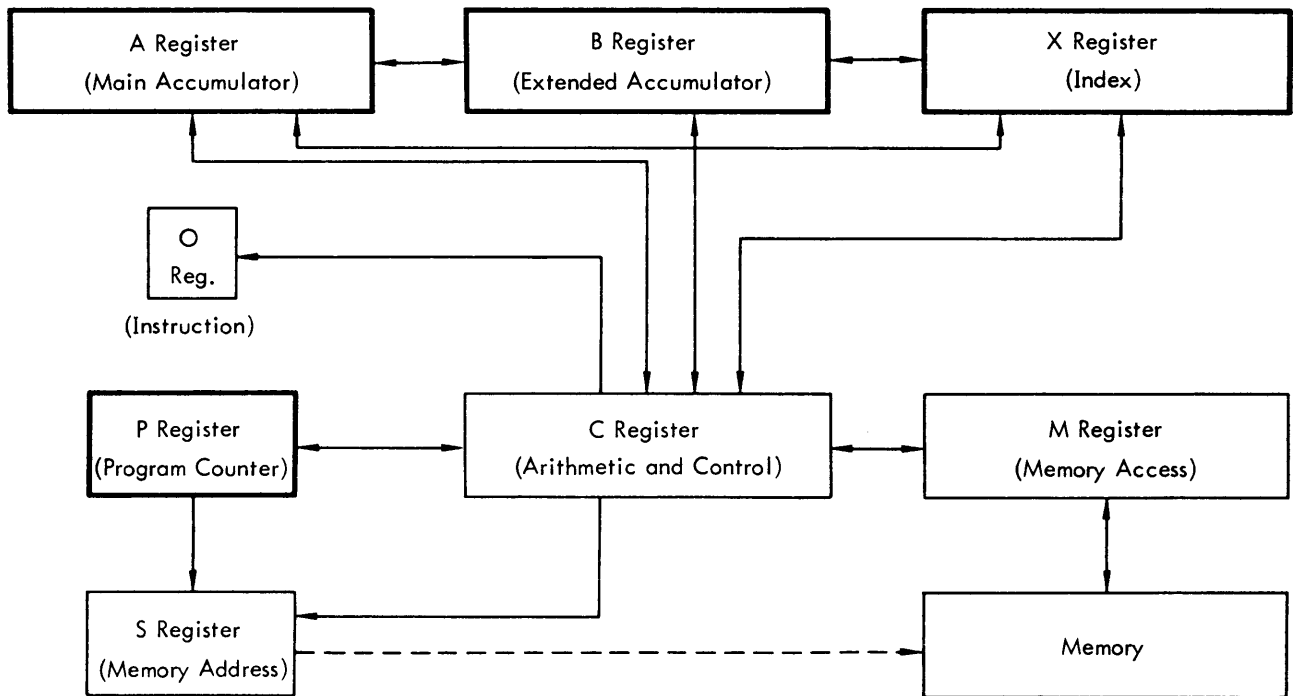 A Register
(Main Accumulator)
B Register
(Extended Accumulator)
X Register
(Index)
O
Reg.
(Instruction)
P Register
(Program Counter)
C Register
(Arithmetic and Control)
M Register
(Memory Access)
S Register
(Memory Address)
Memory